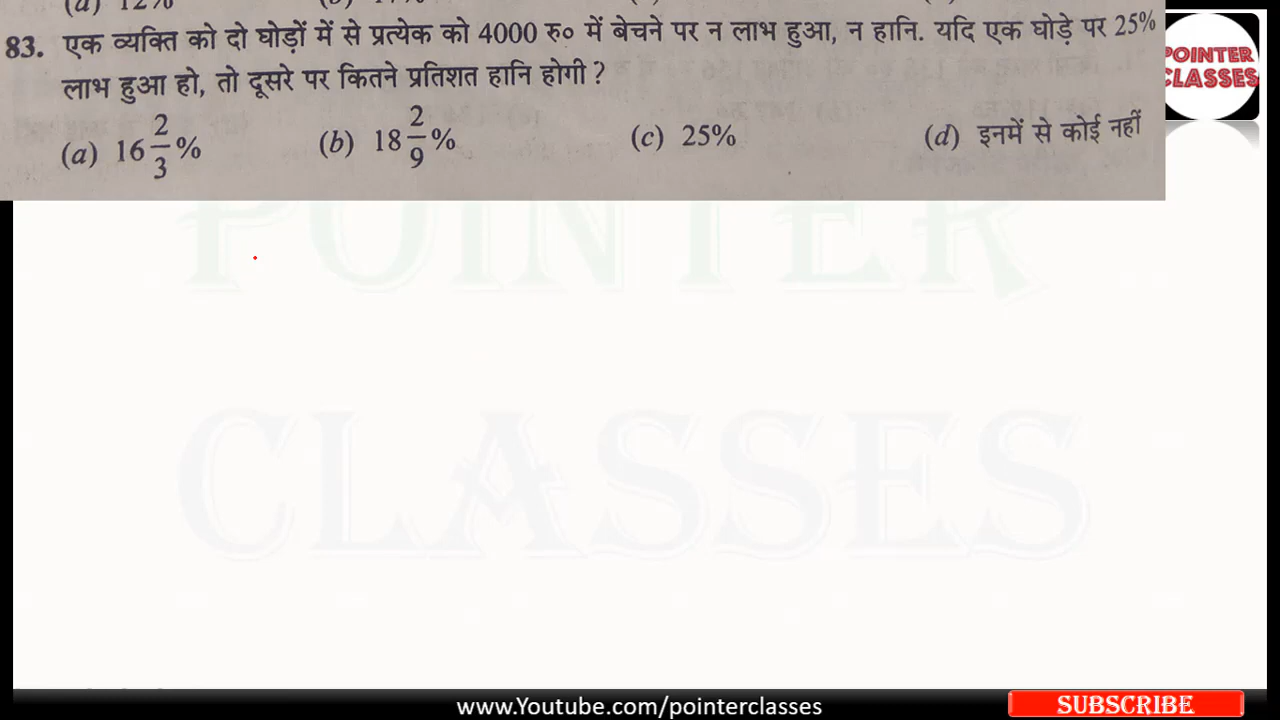 (a) 12%
83. एक व्यक्ति को दो घोड़ों में से प्रत्येक को 4000 रु० में बेचने पर न लाभ हुआ, न हानि. यदि एक घोड़े पर 25%
लाभ हुआ हो, तो दूसरे पर कितने प्रतिशत हानि होगी ?
(a) 16 2/3 % (b) 18 2/9 % (c) 25% (d) इनमें से कोई नहीं
POINTER
CLASSES
POINTER
CLASSES
www.Youtube.com/pointerclasses
SUBSCRIBE